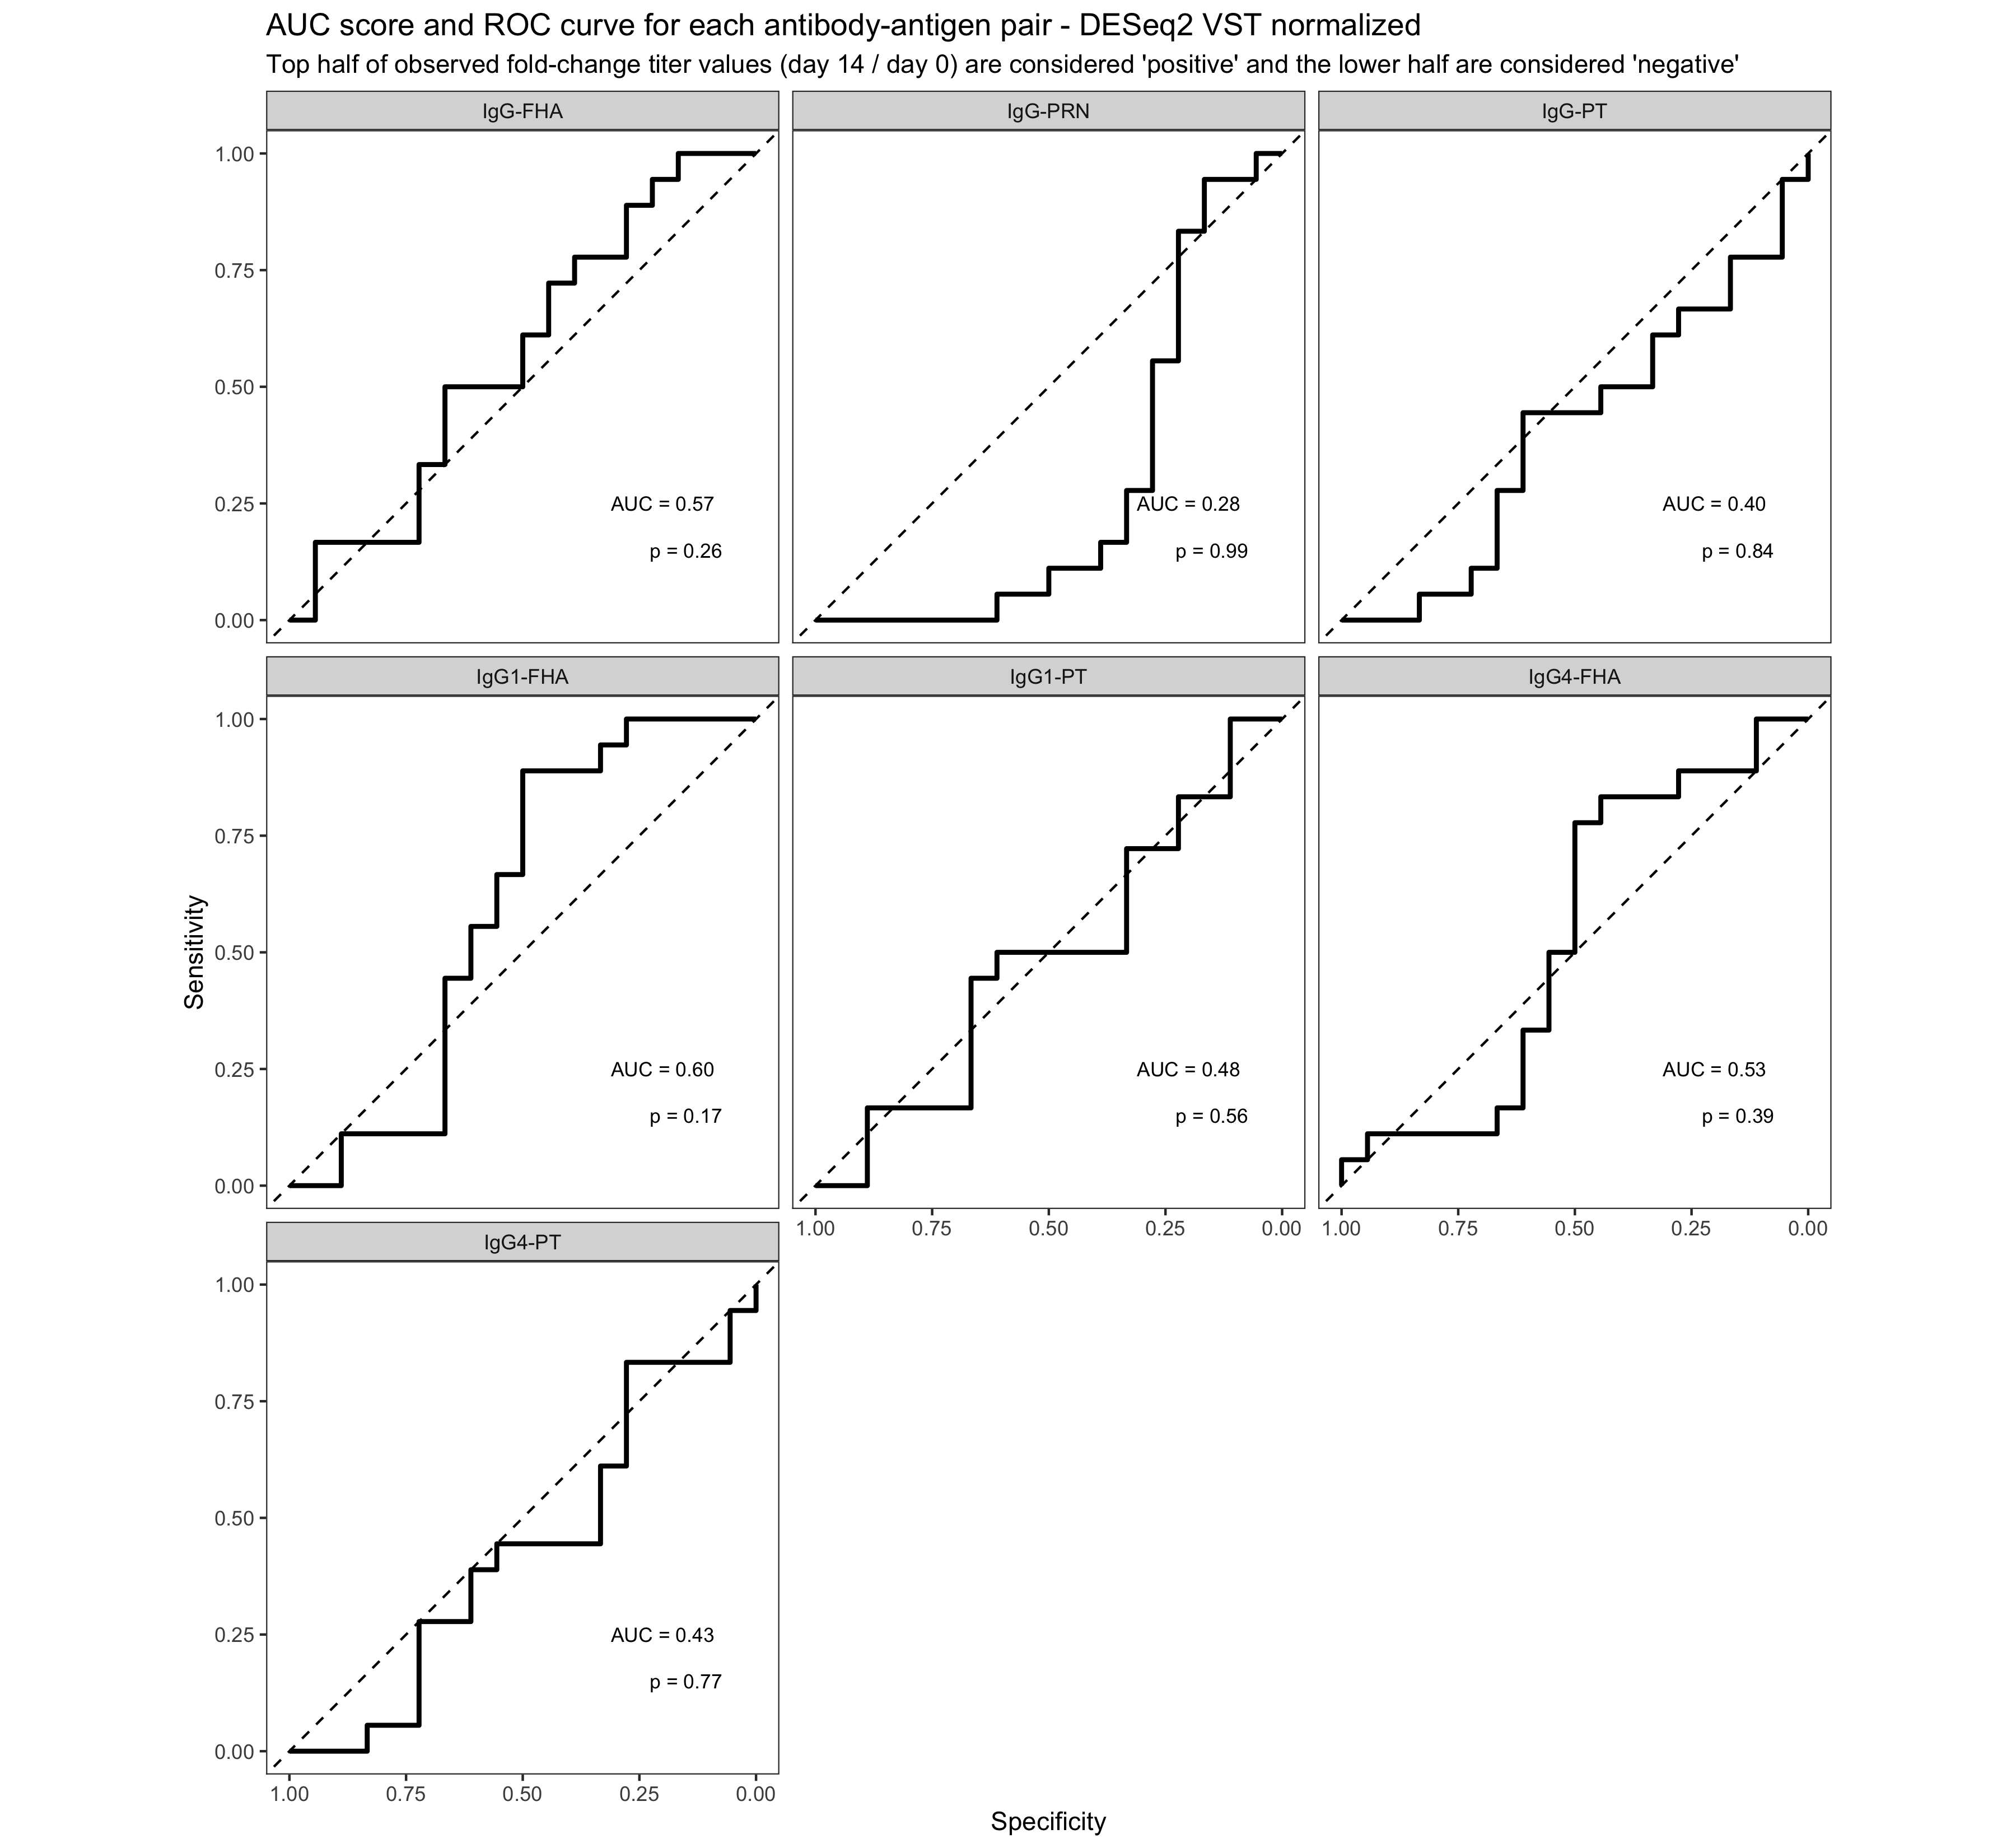 AUC score and ROC curve for each antibody-antigen pair - DESeq2 VST normalized
Top half of observed fold-change titer values (day 14 / day 0) are considered 'positive' and the lower half are considered 'negative'
IgG-FHA
IgG-PRN
IgG-PT
1.00
0.75
0.50
0.25
0.00
AUC = 0.57
p = 0.26
AUC = 0.28
p = 0.99
AUC = 0.40
p = 0.84
IgG1-FHA
IgG1-PT
IgG4-FHA
Sensitivity
1.00
0.75
0.50
0.25
0.00
AUC = 0.60
p = 0.17
AUC = 0.48
p = 0.56
AUC = 0.53
p = 0.39
1.00 0.75 0.50 0.25 0.00
1.00 0.75 0.50 0.25 0.00
IgG4-PT
1.00
0.75
0.50
0.25
0.00
AUC = 0.43
p = 0.77
1.00 0.75 0.50 0.25 0.00
Specificity